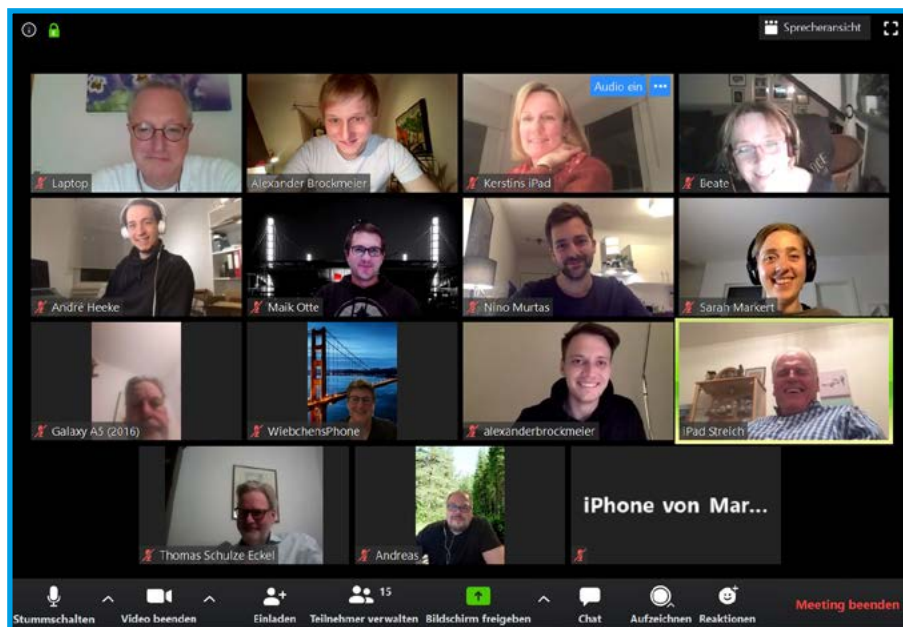 Sprecheransicht
Audio ein
Laptop
Alexander Brockmeier
Kerstins iPad
Beate
André Heeke
Maik Otte
Nino Murtas
Sarah Markert
Galaxy A5 (2016)
WiebchensPhone
alexanderbrockmeier
iPad Streich
Thomas Schulze Eckel
Andreas
iPhone von Mar...
15
Stummschalten
Video beenden
Einladen
Teilnehmer verwalten
Bildschirm freigeben
Chat
Aufzeichnen
Reaktionen
Meeting beenden